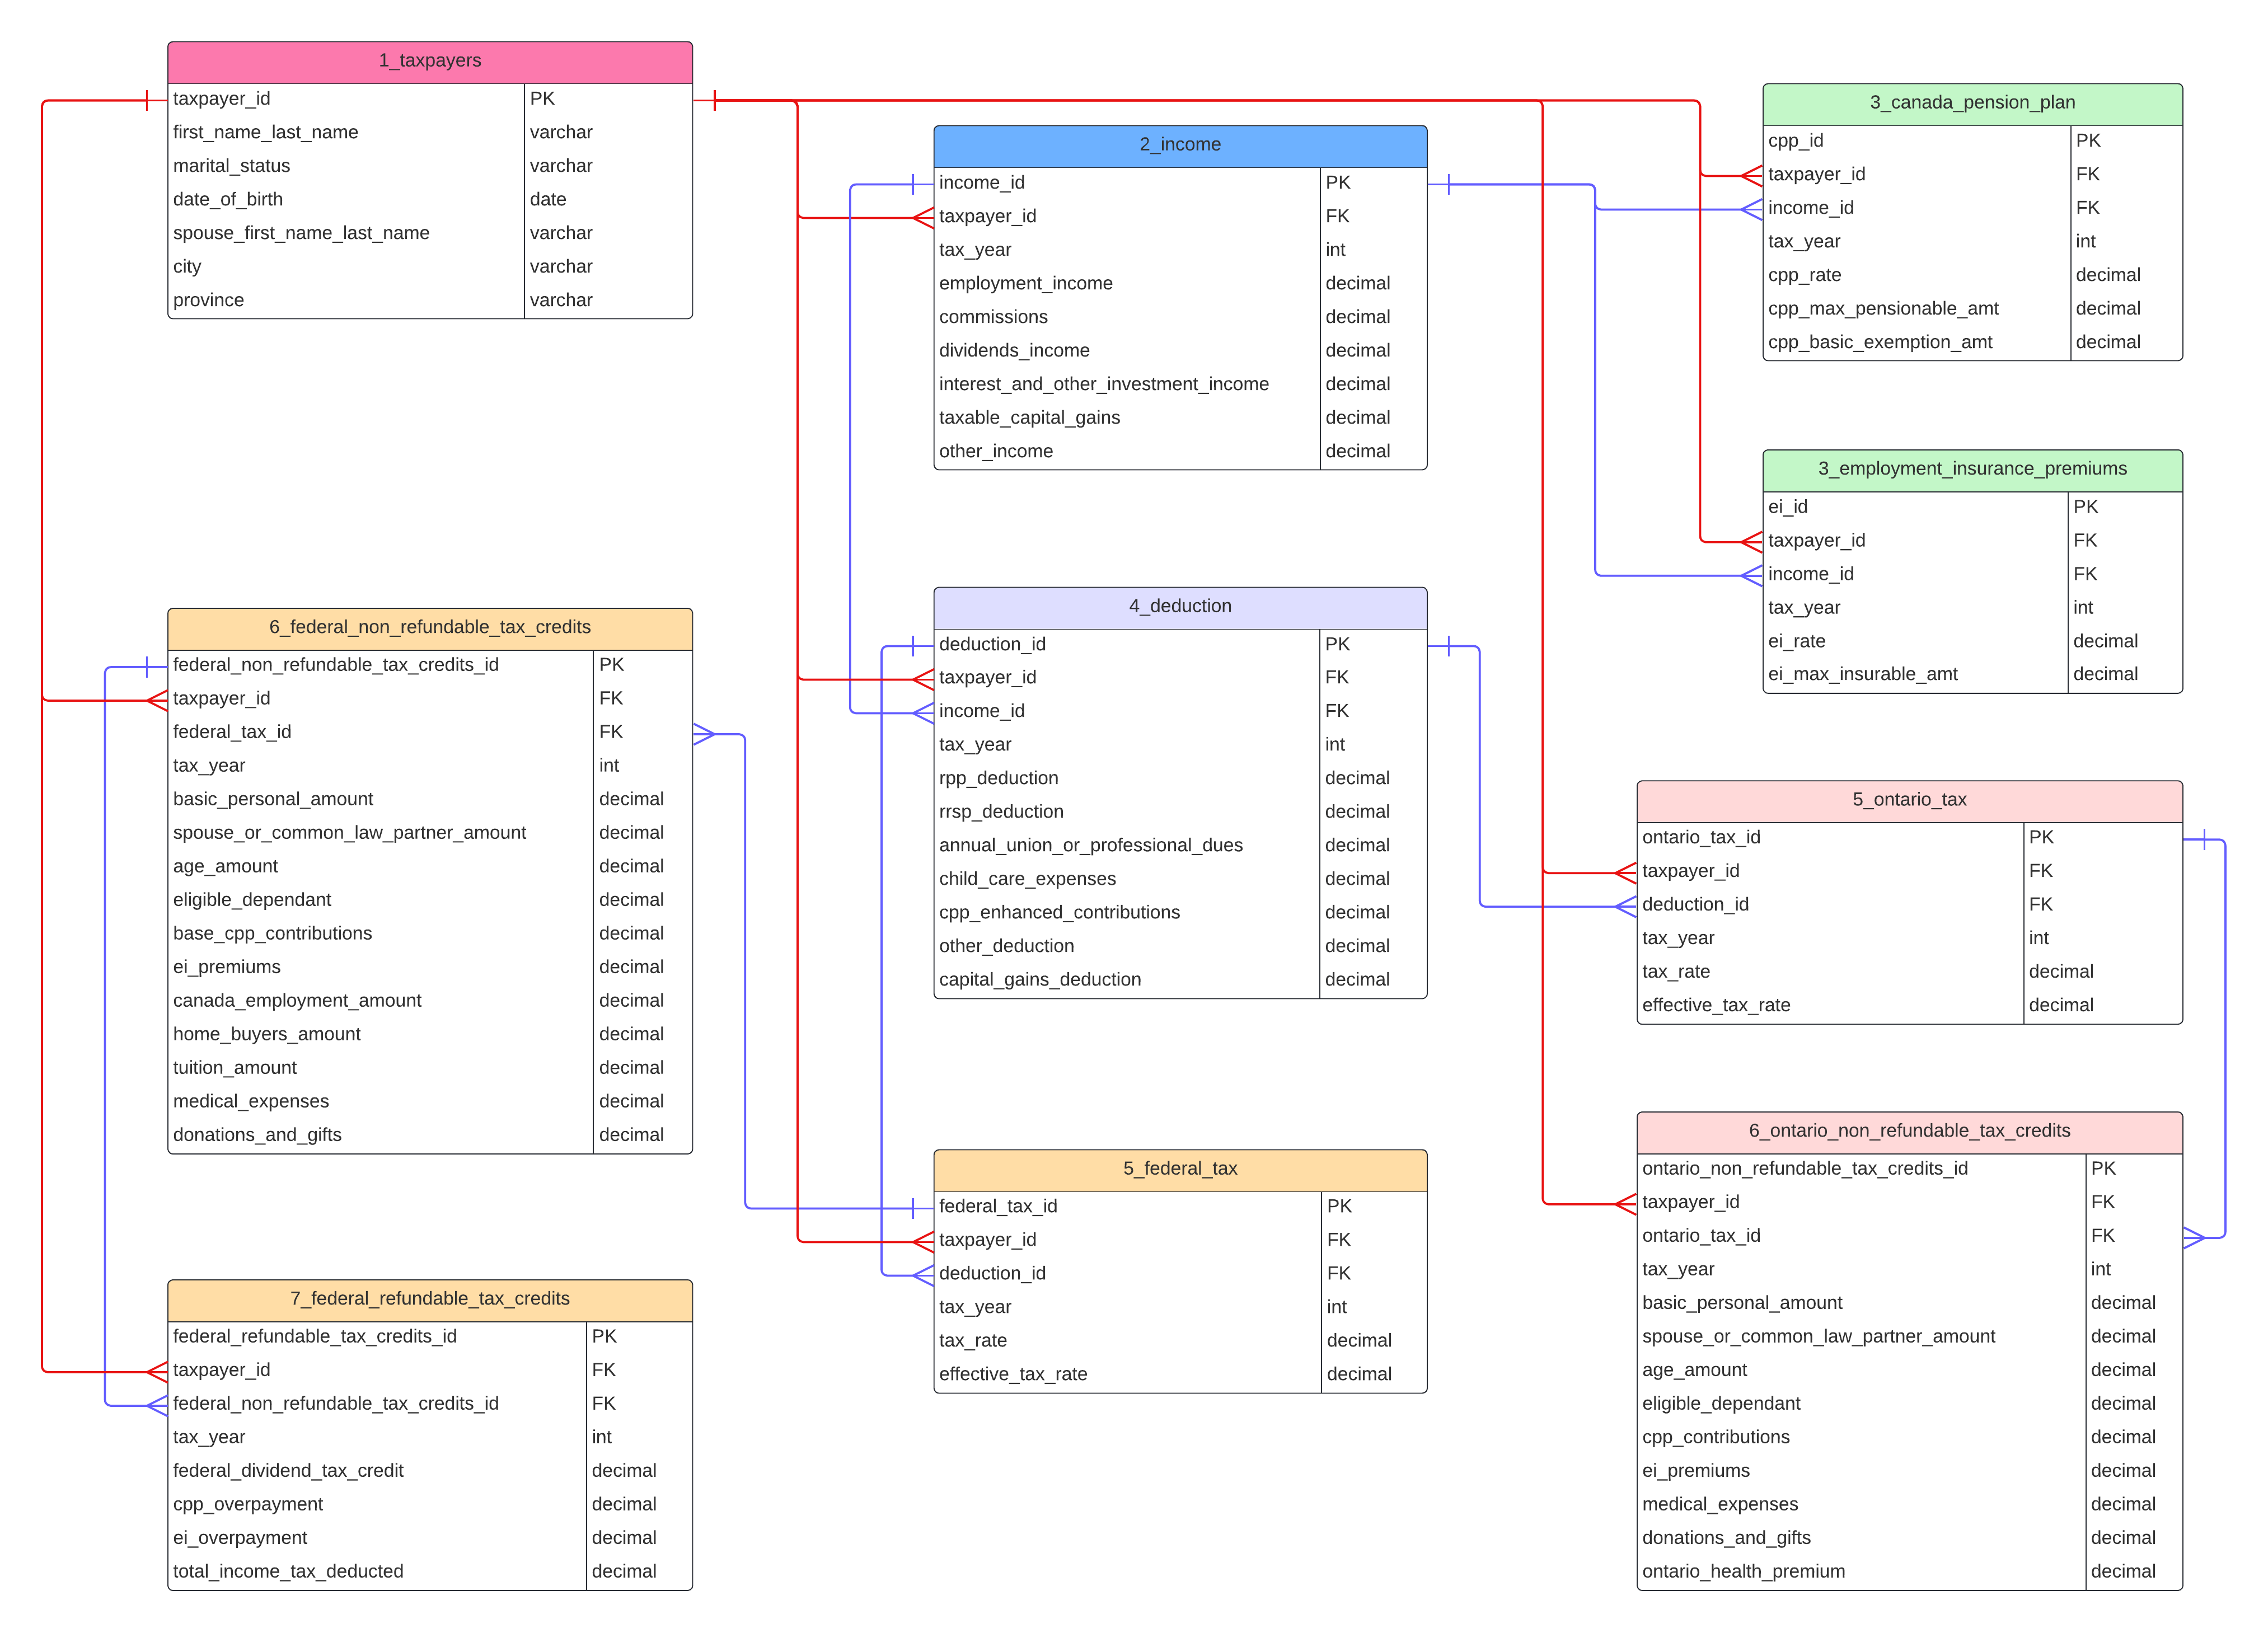 1_taxpayers
taxpayer_id PK
first_name_last_name varchar
marital_status varchar
date_of_birth date
spouse_first_name_last_name varchar
city varchar
province varchar
2_income
income_id PK
taxpayer_id FK
tax_year int
employment_income decimal
commissions decimal
dividends_income decimal
interest_and_other_investment_income decimal
taxable_capital_gains decimal
other_income decimal
3_canada_pension_plan
cpp_id PK
taxpayer_id FK
income_id FK
tax_year int
cpp_rate decimal
cpp_max_pensionable_amt decimal
cpp_basic_exemption_amt decimal
3_employment_insurance_premiums
ei_id PK
taxpayer_id FK
income_id FK
tax_year int
ei_rate decimal
ei_max_insurable_amt decimal
6_federal_non_refundable_tax_credits
federal_non_refundable_tax_credits_id PK
taxpayer_id FK
federal_tax_id FK
tax_year int
basic_personal_amount decimal
spouse_or_common_law_partner_amount decimal
age_amount decimal
eligible_dependant decimal
base_cpp_contributions decimal
ei_premiums decimal
canada_employment_amount decimal
home_buyers_amount decimal
tuition_amount decimal
medical_expenses decimal
donations_and_gifts decimal
4_deduction
deduction_id PK
taxpayer_id FK
income_id FK
tax_year int
rpp_deduction decimal
rrsp_deduction decimal
annual_union_or_professional_dues decimal
child_care_expenses decimal
cpp_enhanced_contributions decimal
other_deduction decimal
capital_gains_deduction decimal
5_ontario_tax
ontario_tax_id PK
taxpayer_id FK
deduction_id FK
tax_year int
tax_rate decimal
effective_tax_rate decimal
7_federal_refundable_tax_credits
federal_refundable_tax_credits_id PK
taxpayer_id FK
federal_non_refundable_tax_credits_id FK
tax_year int
federal_dividend_tax_credit decimal
cpp_overpayment decimal
ei_overpayment decimal
total_income_tax_deducted decimal
5_federal_tax
federal_tax_id PK
taxpayer_id FK
deduction_id FK
tax_year int
tax_rate decimal
effective_tax_rate decimal
6_ontario_non_refundable_tax_credits
ontario_non_refundable_tax_credits_id PK
taxpayer_id FK
ontario_tax_id FK
tax_year int
basic_personal_amount decimal
spouse_or_common_law_partner_amount decimal
age_amount decimal
eligible_dependant decimal
cpp_contributions decimal
ei_premiums decimal
medical_expenses decimal
donations_and_gifts decimal
ontario_health_premium decimal